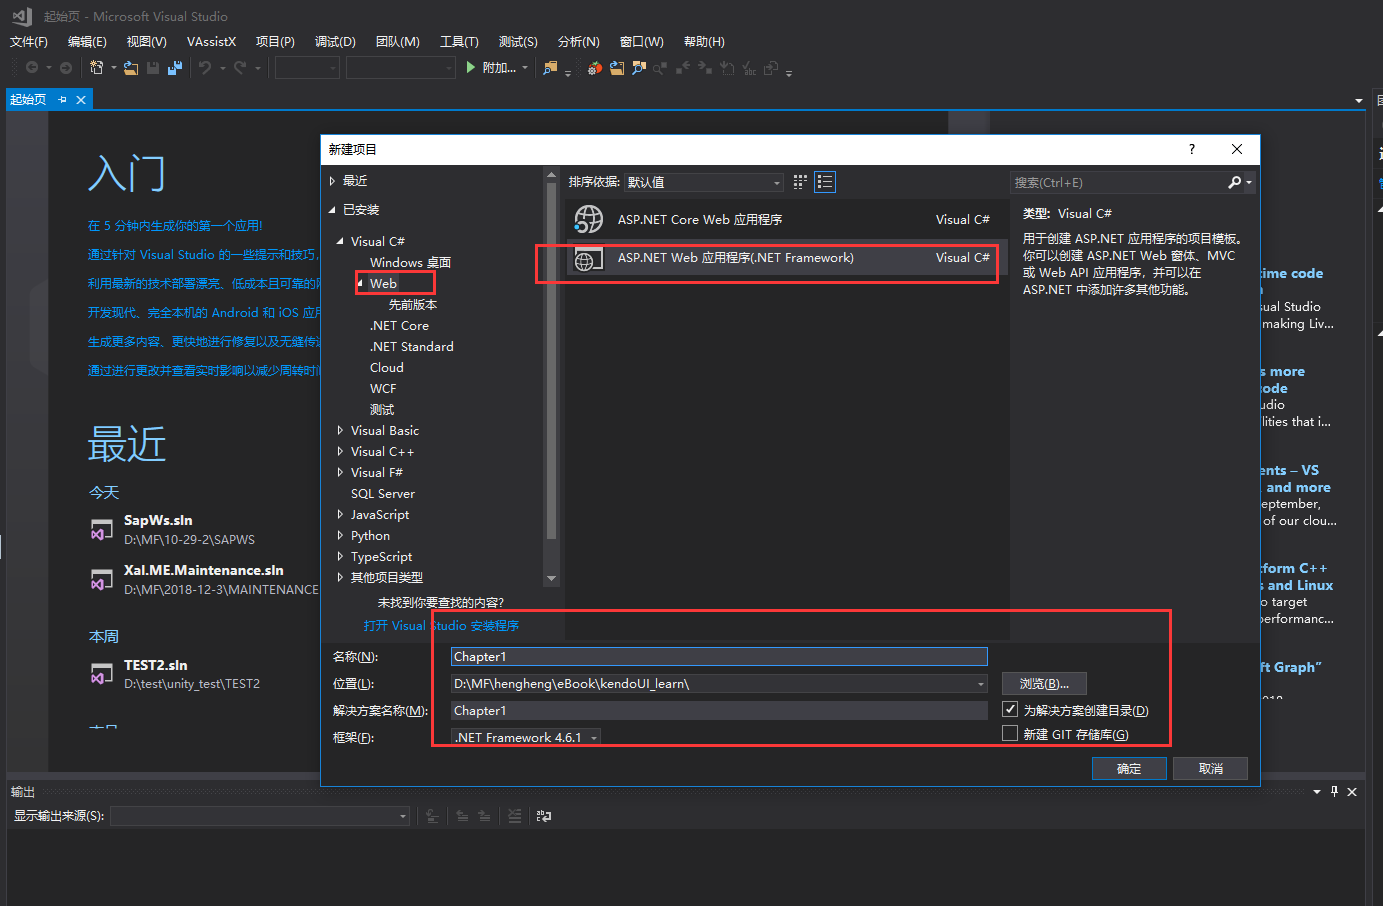 起始页 - Microsoft Visual Studio
文件(F) 编辑(E) 视图(V) VAssistX 项目(P) 调试(D) 团队(M) 工具(T) 测试(S) 分析(N) 窗口(W) 帮助(H)
附加...
起始页
入门
在 5 分钟内生成你的第一个应用!
通过针对 Visual Studio 的一些提示和技巧,
利用最新的技术部署漂亮、低成本且可靠的
开发现代、完全本机的 Android 和 iOS 应
生成更多内容、更快地进行修复以及无缝传
通过进行更改并查看实时影响以减少周转时
最近
今天
SapWs.sln
D:\MF\10-29-2\SAPWS
Xal.ME.Maintenance.sln
D:\MF\2018-12-3\MAINTENANCE
本周
TEST2.sln
D:\test\unity_test\TEST2
新建项目
?
最近
已安装
Visual C#
Windows 桌面
Web
先前版本
.NET Core
.NET Standard
Cloud
WCF
测试
Visual Basic
Visual C++
Visual F#
SQL Server
JavaScript
Python
TypeScript
其他项目类型
未找到你要查找的内容?
打开 Visual Studio 安装程序
排序依据: 默认值
ASP.NET Core Web 应用程序 Visual C#
ASP.NET Web 应用程序(.NET Framework) Visual C#
搜索(Ctrl+E)
类型: Visual C#
用于创建 ASP.NET 应用程序的项目模板。
你可以创建 ASP.NET Web 窗体、MVC
或 Web API 应用程序，并可以在
ASP.NET 中添加许多其他功能。
名称(N): Chapter1
位置(L): D:\MF\hengheng\eBook\kendoUI_learn\ 浏览(B)...
解决方案名称(M): Chapter1 为解决方案创建目录(D)
框架(F): .NET Framework 4.6.1 新建 GIT 存储库(G)
确定 取消
time code
sual Studio
making Liv...
s more
ode
udio
lities that i...
ents – VS
and more
eptember,
of our clou...
tform C++
s and Linux
o target
performanc...
ft Graph”
输出
显示输出来源(S):